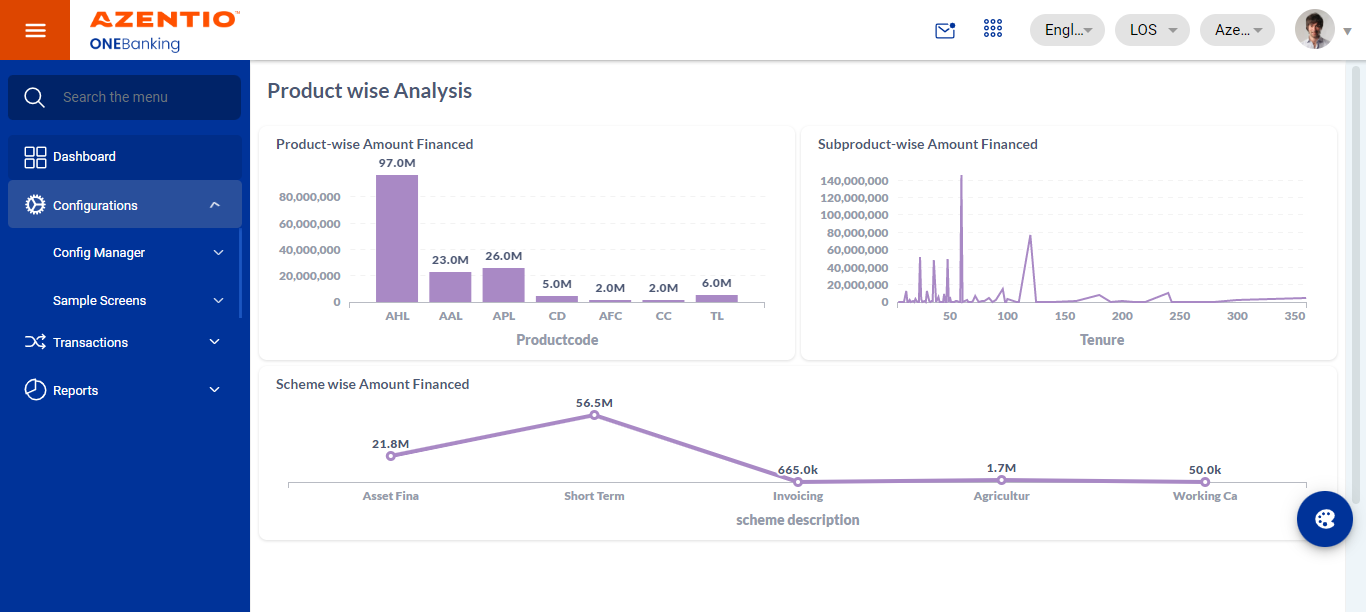 AZENTIO™
ONEBanking
Engl...
LOS
Aze...
Search the menu
Dashboard
Configurations
Config Manager
Sample Screens
Transactions
Reports
Product wise Analysis
Product-wise Amount Financed
97.0M
80,000,000
60,000,000
40,000,000
20,000,000
0
23.0M
26.0M
5.0M
2.0M
2.0M
6.0M
AHL
AAL
APL
CD
AFC
CC
TL
Productcode
Subproduct-wise Amount Financed
140,000,000
120,000,000
100,000,000
80,000,000
60,000,000
40,000,000
20,000,000
0
50
100
150
200
250
300
350
Tenure
Scheme wise Amount Financed
21.8M
56.5M
665.0k
1.7M
50.0k
Asset Fina
Short Term
Invoicing
Agricultur
Working Ca
scheme description